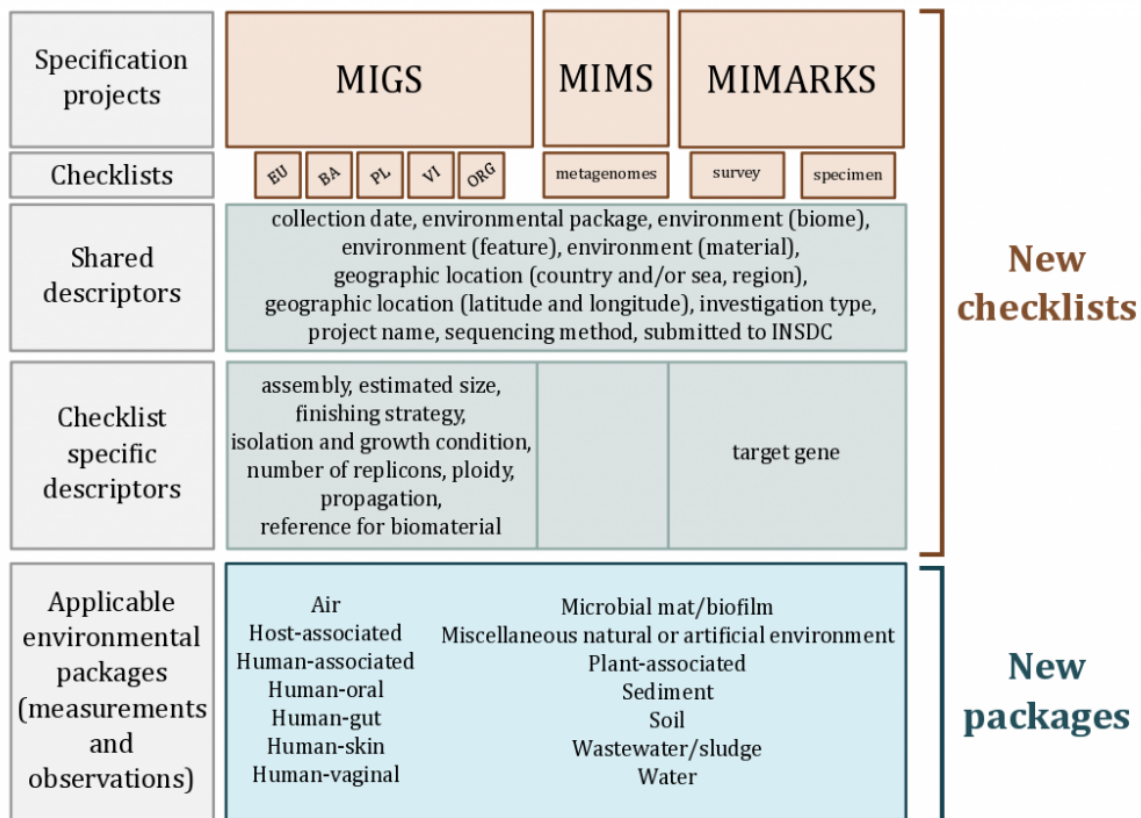 Specification
projects
MIGS
MIMS
MIMARKS
Checklists
EU
BA
PL
VI
ORG
metagenomes
survey
specimen
Shared
descriptors
collection date, environmental package, environment (biome),
environment (feature), environment (material),
geographic location (country and/or sea, region),
geographic location (latitude and longitude), investigation type,
project name, sequencing method, submitted to INSDC
New
checklists
Checklist
specific
descriptors
assembly, estimated size,
finishing strategy,
isolation and growth condition,
number of replicons, ploidy,
propagation,
reference for biomaterial
target gene
Applicable
environmental
packages
(measurements
and
observations)
Air
Host-associated
Human-associated
Human-oral
Human-gut
Human-skin
Human-vaginal
Microbial mat/biofilm
Miscellaneous natural or artificial environment
Plant-associated
Sediment
Soil
Wastewater/sludge
Water
New
packages